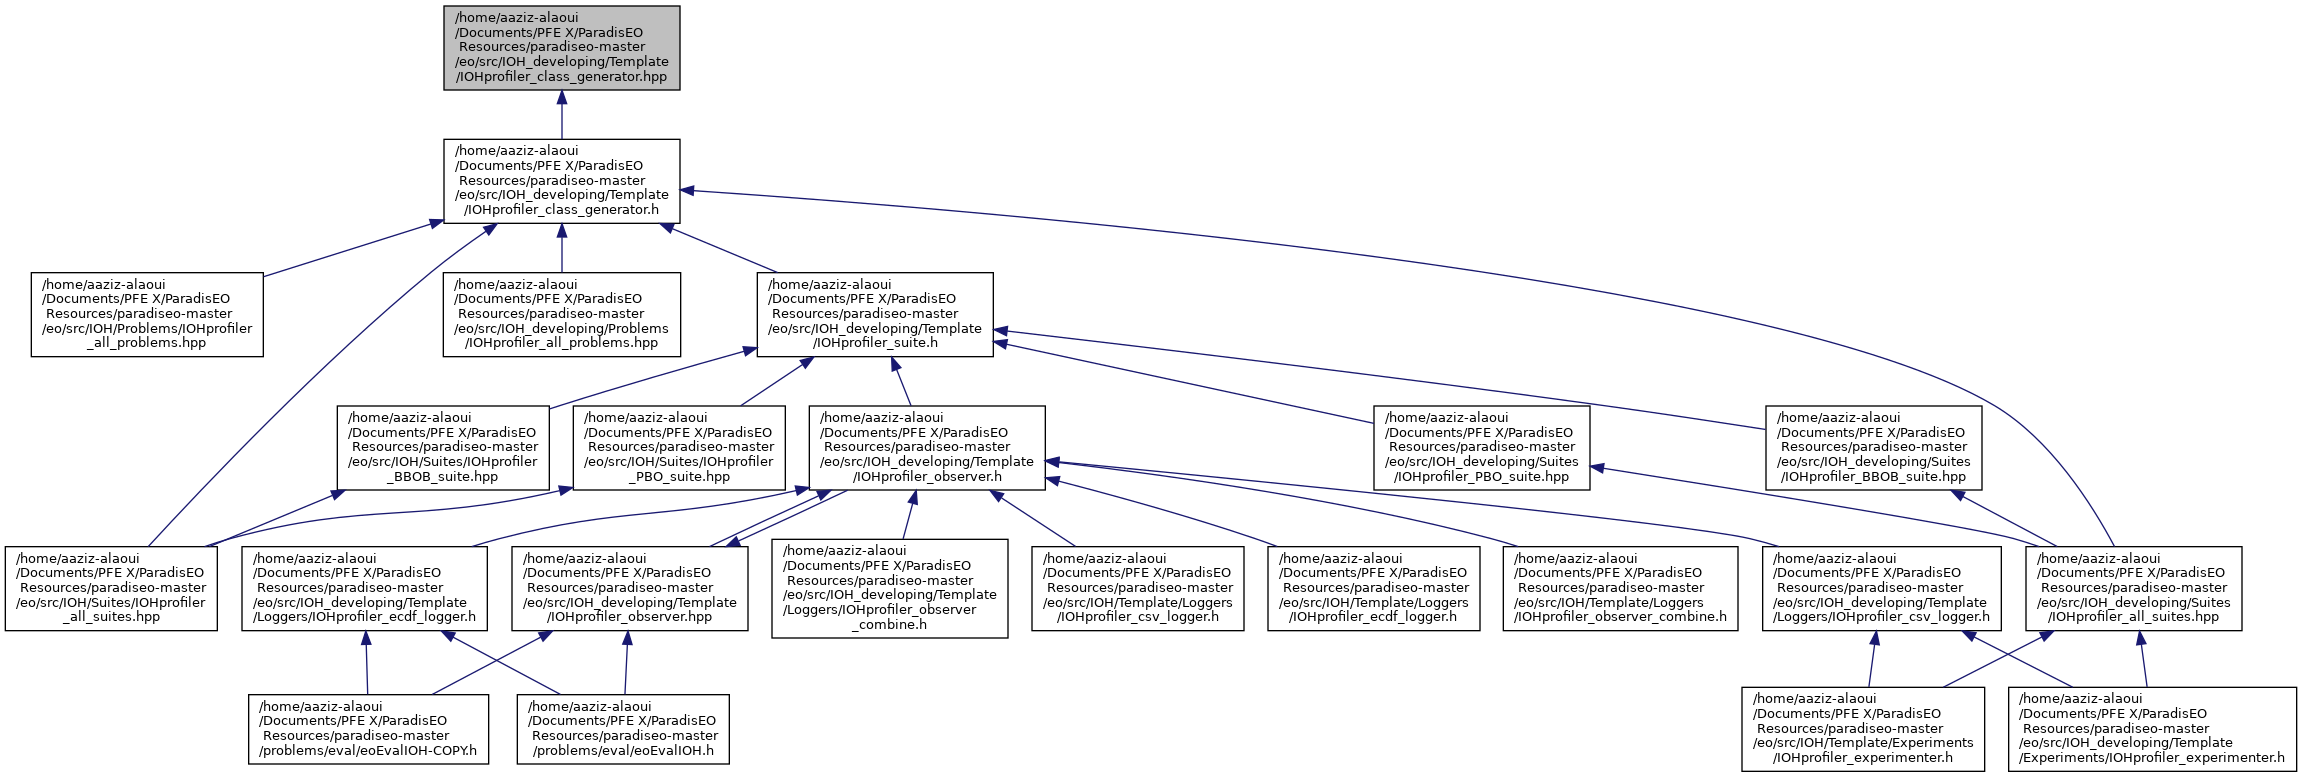 /home/aaziz-alaoui
/Documents/PFE X/ParadisEO
Resources/paradiseo-master
/eo/src/IOH_developing/Template
/IOHprofiler_class_generator.hpp
/home/aaziz-alaoui
/Documents/PFE X/ParadisEO
Resources/paradiseo-master
/eo/src/IOH_developing/Template
/IOHprofiler_class_generator.h
/home/aaziz-alaoui
/Documents/PFE X/ParadisEO
Resources/paradiseo-master
/eo/src/IOH/Problems/IOHprofiler
_all_problems.hpp
/home/aaziz-alaoui
/Documents/PFE X/ParadisEO
Resources/paradiseo-master
/eo/src/IOH_developing/Problems
/IOHprofiler_all_problems.hpp
/home/aaziz-alaoui
/Documents/PFE X/ParadisEO
Resources/paradiseo-master
/eo/src/IOH_developing/Template
/IOHprofiler_suite.h
/home/aaziz-alaoui
/Documents/PFE X/ParadisEO
Resources/paradiseo-master
/eo/src/IOH/Suites/IOHprofiler
_BBOB_suite.hpp
/home/aaziz-alaoui
/Documents/PFE X/ParadisEO
Resources/paradiseo-master
/eo/src/IOH/Suites/IOHprofiler
_PBO_suite.hpp
/home/aaziz-alaoui
/Documents/PFE X/ParadisEO
Resources/paradiseo-master
/eo/src/IOH_developing/Template
/IOHprofiler_observer.h
/home/aaziz-alaoui
/Documents/PFE X/ParadisEO
Resources/paradiseo-master
/eo/src/IOH_developing/Suites
/IOHprofiler_PBO_suite.hpp
/home/aaziz-alaoui
/Documents/PFE X/ParadisEO
Resources/paradiseo-master
/eo/src/IOH_developing/Suites
/IOHprofiler_BBOB_suite.hpp
/home/aaziz-alaoui
/Documents/PFE X/ParadisEO
Resources/paradiseo-master
/eo/src/IOH/Suites/IOHprofiler
_all_suites.hpp
/home/aaziz-alaoui
/Documents/PFE X/ParadisEO
Resources/paradiseo-master
/eo/src/IOH_developing/Template
/Loggers/IOHprofiler_ecdf_logger.h
/home/aaziz-alaoui
/Documents/PFE X/ParadisEO
Resources/paradiseo-master
/eo/src/IOH_developing/Template
/IOHprofiler_observer.hpp
/home/aaziz-alaoui
/Documents/PFE X/ParadisEO
Resources/paradiseo-master
/eo/src/IOH_developing/Template
/Loggers/IOHprofiler_observer
_combine.h
/home/aaziz-alaoui
/Documents/PFE X/ParadisEO
Resources/paradiseo-master
/eo/src/IOH/Template/Loggers
/IOHprofiler_csv_logger.h
/home/aaziz-alaoui
/Documents/PFE X/ParadisEO
Resources/paradiseo-master
/eo/src/IOH/Template/Loggers
/IOHprofiler_ecdf_logger.h
/home/aaziz-alaoui
/Documents/PFE X/ParadisEO
Resources/paradiseo-master
/eo/src/IOH/Template/Loggers
/IOHprofiler_observer_combine.h
/home/aaziz-alaoui
/Documents/PFE X/ParadisEO
Resources/paradiseo-master
/eo/src/IOH_developing/Template
/Loggers/IOHprofiler_csv_logger.h
/home/aaziz-alaoui
/Documents/PFE X/ParadisEO
Resources/paradiseo-master
/eo/src/IOH_developing/Suites
/IOHprofiler_all_suites.hpp
/home/aaziz-alaoui
/Documents/PFE X/ParadisEO
Resources/paradiseo-master
/problems/eval/eoEvalIOH-COPY.h
/home/aaziz-alaoui
/Documents/PFE X/ParadisEO
Resources/paradiseo-master
/problems/eval/eoEvalIOH.h
/home/aaziz-alaoui
/Documents/PFE X/ParadisEO
Resources/paradiseo-master
/eo/src/IOH/Template/Experiments
/IOHprofiler_experimenter.h
/home/aaziz-alaoui
/Documents/PFE X/ParadisEO
Resources/paradiseo-master
/eo/src/IOH_developing/Template
/Experiments/IOHprofiler_experimenter.h